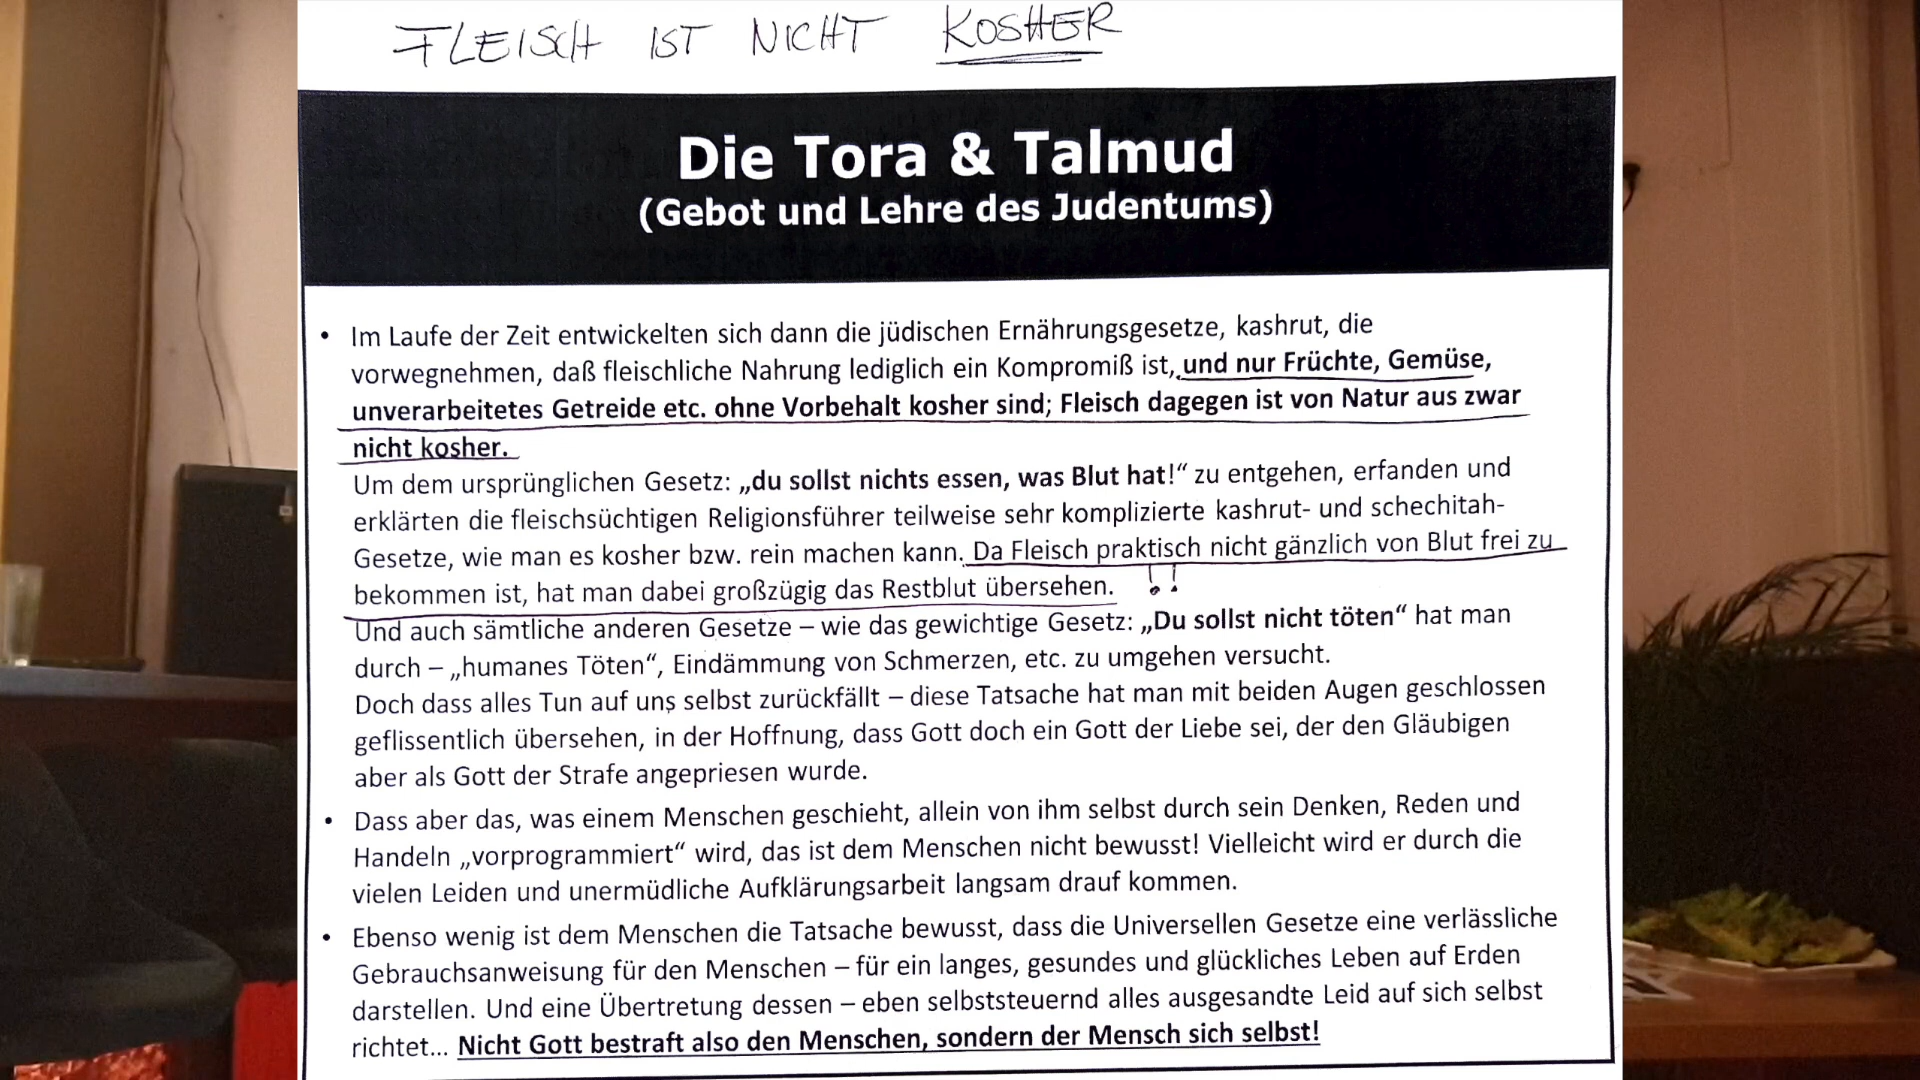 FLEISCH IST NICHT KOSHER
Die Tora & Talmud
(Gebot und Lehre des Judentums)
• Im Laufe der Zeit entwickelten sich dann die jüdischen Ernährungsgesetze, kashrut, die
vorwegnehmen, daß fleischliche Nahrung lediglich ein Kompromiß ist, und nur Früchte, Gemüse,
unverarbeitetes Getreide etc. ohne Vorbehalt kosher sind; Fleisch dagegen ist von Natur aus zwar
nicht kosher.
Um dem ursprünglichen Gesetz: „du sollst nichts essen, was Blut hat!“ zu entgehen, erfanden und
erklärten die fleischsüchtigen Religionsführer teilweise sehr komplizierte kashrut- und schechitah-
Gesetze, wie man es kosher bzw. rein machen kann. Da Fleisch praktisch nicht gänzlich von Blut frei zu
bekommen ist, hat man dabei großzügig das Restblut übersehen. !!
Und auch sämtliche anderen Gesetze – wie das gewichtige Gesetz: „Du sollst nicht töten“ hat man
durch – „humanes Töten“, Eindämmung von Schmerzen, etc. zu umgehen versucht.
Doch dass alles Tun auf uns selbst zurückfällt – diese Tatsache hat man mit beiden Augen geschlossen
geflissentlich übersehen, in der Hoffnung, dass Gott doch ein Gott der Liebe sei, der den Gläubigen
aber als Gott der Strafe angepriesen wurde.
• Dass aber das, was einem Menschen geschieht, allein von ihm selbst durch sein Denken, Reden und
Handeln „vorprogrammiert“ wird, das ist dem Menschen nicht bewusst! Vielleicht wird er durch die
vielen Leiden und unermüdliche Aufklärungsarbeit langsam drauf kommen.
• Ebenso wenig ist dem Menschen die Tatsache bewusst, dass die Universellen Gesetze eine verlässliche
Gebrauchsanweisung für den Menschen – für ein langes, gesundes und glückliches Leben auf Erden
darstellen. Und eine Übertretung dessen – eben selbststeuernd alles ausgesandte Leid auf sich selbst
richtet... Nicht Gott bestraft also den Menschen, sondern der Mensch sich selbst!